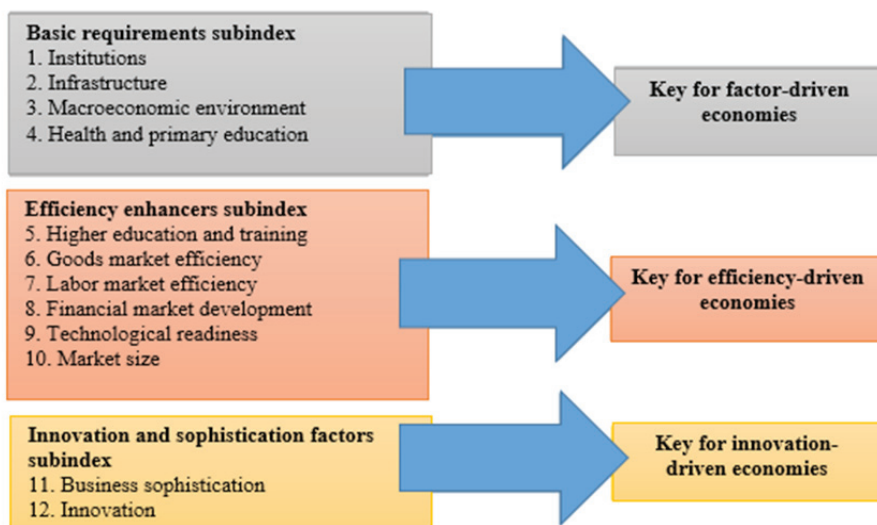 Basic requirements subindex
1. Institutions
2. Infrastructure
3. Macroeconomic environment
4. Health and primary education
Key for factor-driven
economies
Efficiency enhancers subindex
5. Higher education and training
6. Goods market efficiency
7. Labor market efficiency
8. Financial market development
9. Technological readiness
10. Market size
Key for efficiency-driven
economies
Innovation and sophistication factors
subindex
11. Business sophistication
12. Innovation
Key for innovation-
driven economies